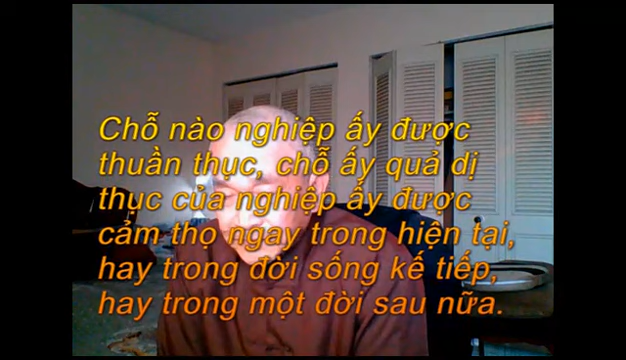 Chỗ nào nghiệp ấy được
thuần thục, chỗ ấy quả dị
thục của nghiệp ấy được
cảm thọ ngay trong hiện tại,
hay trong đời sống kế tiếp,
hay trong một đời sau nữa.